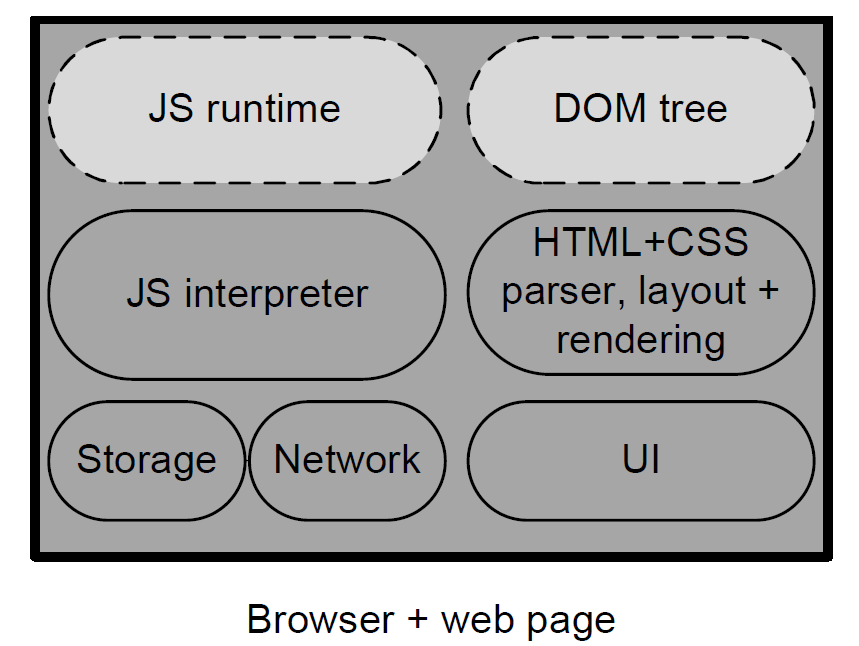 JS runtime
DOM tree
JS interpreter
HTML+CSS
parser, layout +
rendering
Storage
Network
UI
Browser + web page